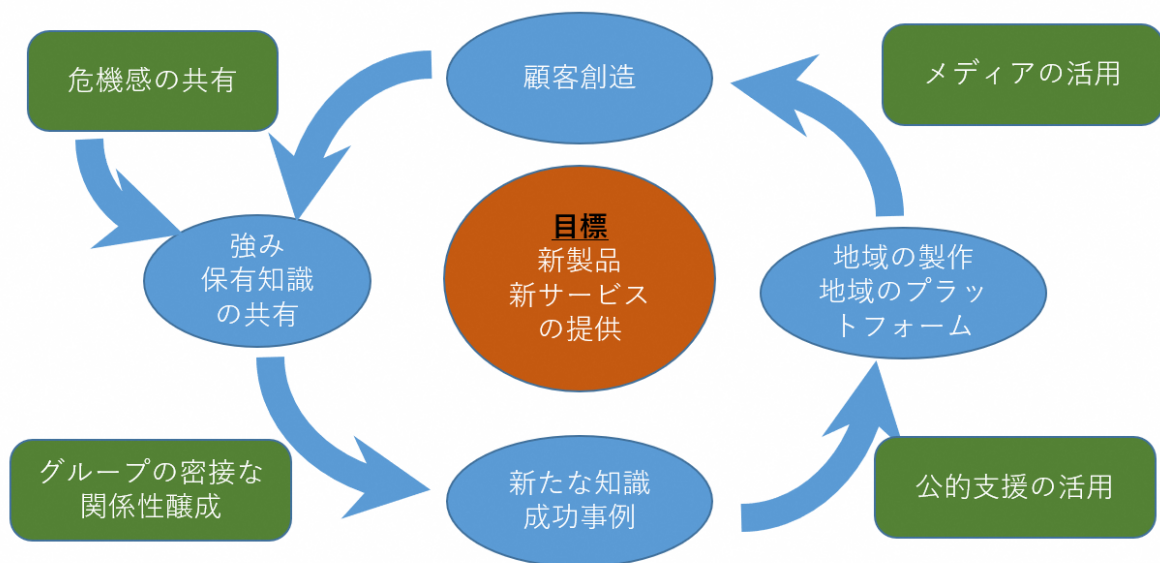 危機感の共有
顧客創造
メディアの活用
強み
保有知識
の共有
目標
新製品
新サービス
の提供
地域の製作
地域のプラッ
トフォーム
グループの密接な
関係性醸成
新たな知識
成功事例
公的支援の活用